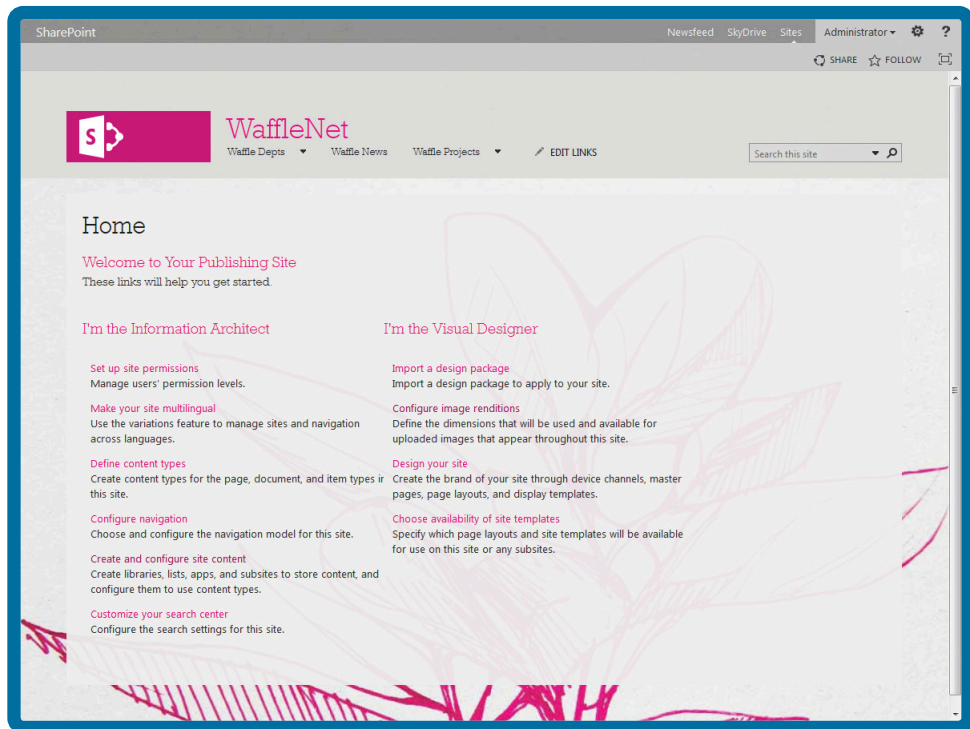 SharePoint
Newsfeed SkyDrive Sites Administrator ?
SHARE FOLLOW
S
WaffleNet
Waffle Depts Waffle News Waffle Projects EDIT LINKS
Search this site
Home
Welcome to Your Publishing Site
These links will help you get started.
I'm the Information Architect
Set up site permissions
Manage users' permission levels.
Make your site multilingual
Use the variations feature to manage sites and navigation
across languages.
Define content types
Create content types for the page, document, and item types in
this site.
Configure navigation
Choose and configure the navigation model for this site.
Create and configure site content
Create libraries, lists, apps, and subsites to store content, and
configure them to use content types.
Customize your search center
Configure the search settings for this site.
I'm the Visual Designer
Import a design package
Import a design package to apply to your site.
Configure image renditions
Define the dimensions that will be used and available for
uploaded images that appear throughout this site.
Design your site
Create the brand of your site through device channels, master
pages, page layouts, and display templates.
Choose availability of site templates
Specify which page layouts and site templates will be available
for use on this site or any subsites.